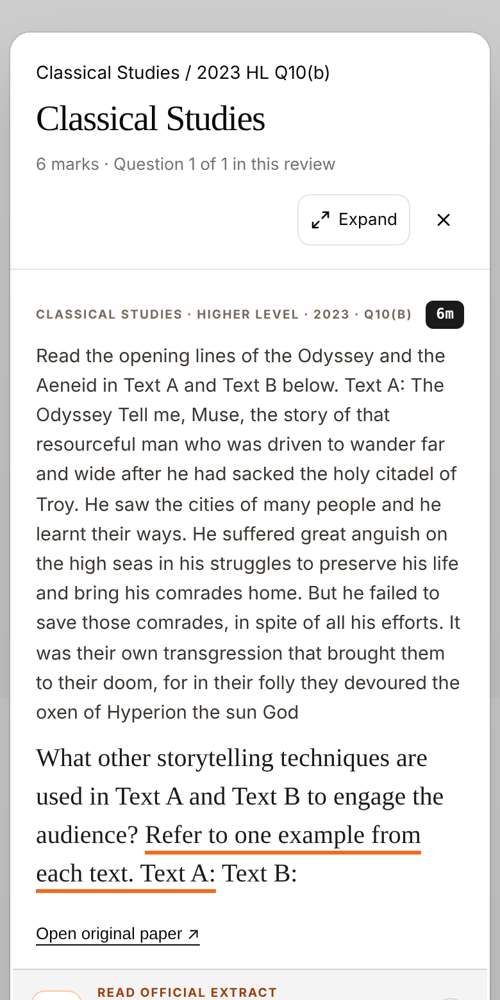 Classical Studies / 2023 HL Q10(b)
Classical Studies
6 marks · Question 1 of 1 in this review
Expand
CLASSICAL STUDIES · HIGHER LEVEL · 2023 · Q10(B)
6m
Read the opening lines of the Odyssey and the
Aeneid in Text A and Text B below. Text A: The
Odyssey Tell me, Muse, the story of that
resourceful man who was driven to wander far
and wide after he had sacked the holy citadel of
Troy. He saw the cities of many people and he
learnt their ways. He suffered great anguish on
the high seas in his struggles to preserve his life
and bring his comrades home. But he failed to
save those comrades, in spite of all his efforts. It
was their own transgression that brought them
to their doom, for in their folly they devoured the
oxen of Hyperion the sun God
What other storytelling techniques are
used in Text A and Text B to engage the
audience? Refer to one example from
each text. Text A: Text B:
Open original paper ↗
READ OFFICIAL EXTRACT